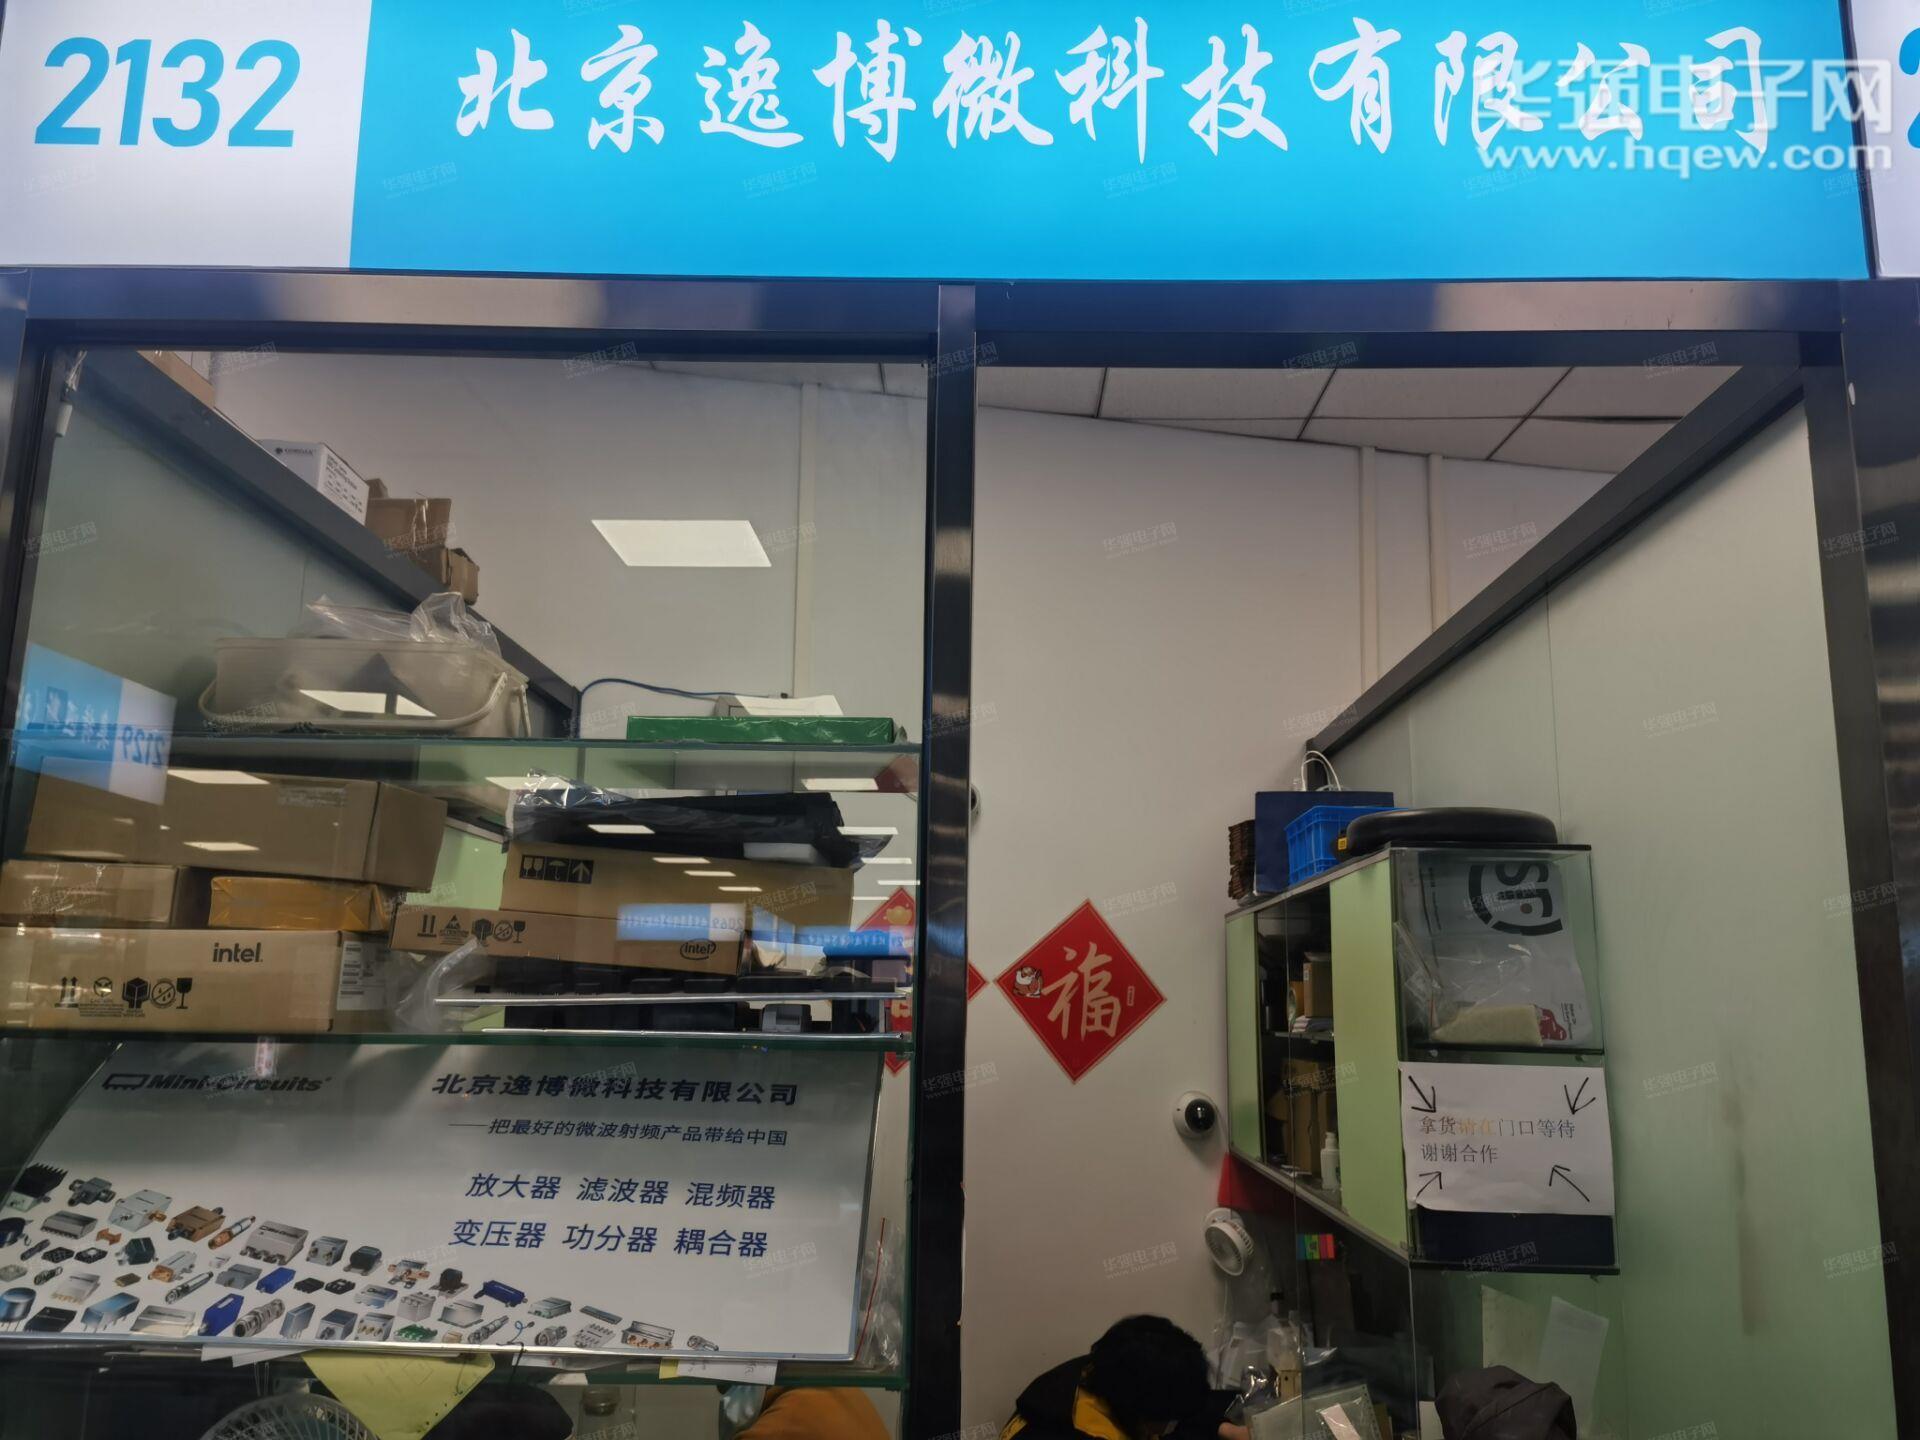 2132
北京逸博微科技有限公司
华强电子网
www.hqew.com
2129
intel
intel
2069
福
Mini-Circuits
北京逸博微科技有限公司
——把最好的微波射频产品带给中国
放大器 滤波器 混频器
变压器 功分器 耦合器
拿货请在门口等待
谢谢合作